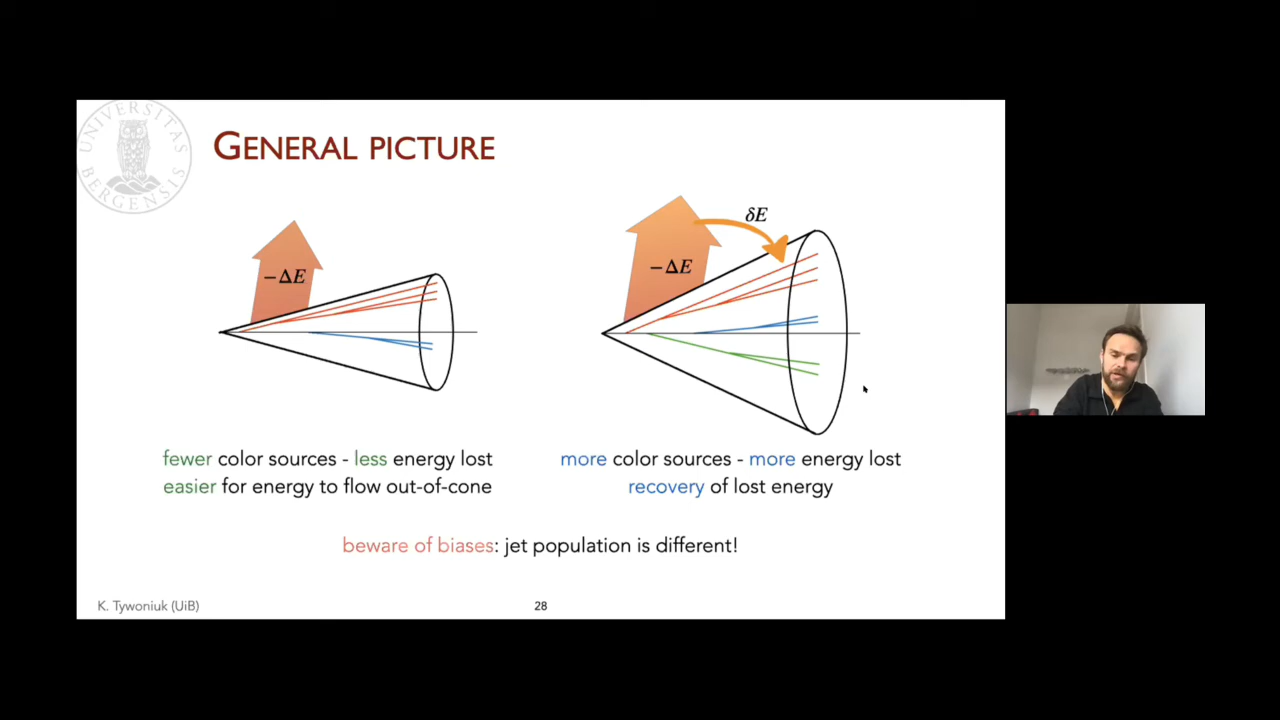 UNIVERSITAS BERGENSIS
GENERAL PICTURE
−ΔE
−ΔE
δE
fewer color sources - less energy lost
easier for energy to flow out-of-cone
more color sources - more energy lost
recovery of lost energy
beware of biases: jet population is different!
K. Tywoniuk (UiB)
28